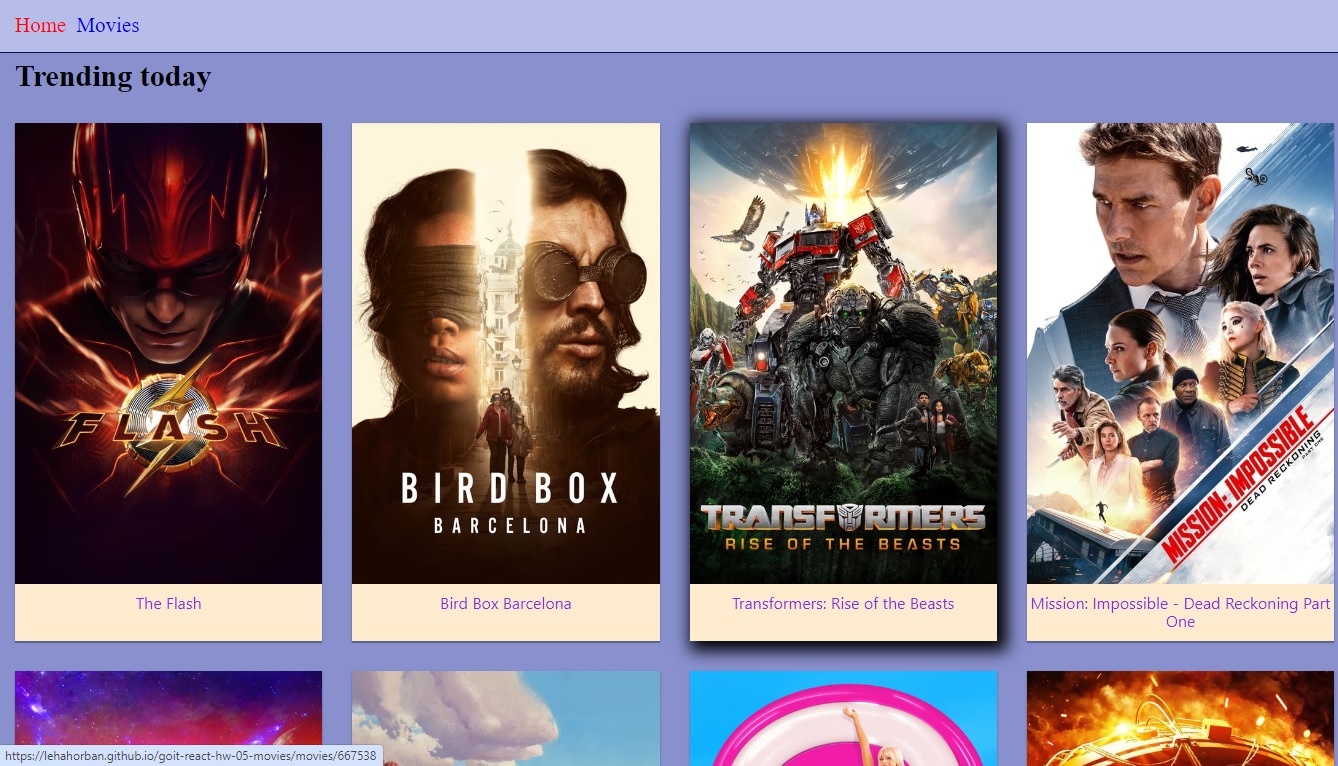 Home Movies
Trending today
FLASH
BIRD BOX
BARCELONA
TRANSFORMERS
RISE OF THE BEASTS
MISSION: IMPOSSIBLE
DEAD RECKONING
PART ONE
The Flash
Bird Box Barcelona
Transformers: Rise of the Beasts
Mission: Impossible - Dead Reckoning Part
One
https://lehahorban.github.io/goit-react-hw-05-movies/movies/667538